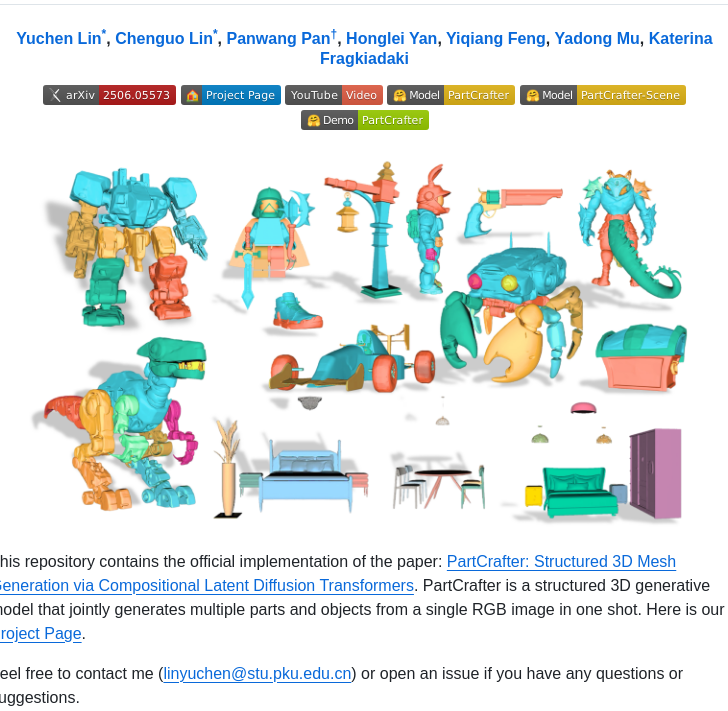 Yuchen Lin*, Chenguo Lin*, Panwang Pan†, Honglei Yan, Yiqiang Feng, Yadong Mu, Katerina
Fragkiadaki
arXiv 2506.05573 Project Page YouTube Video 🤗 Model PartCrafter 🤗 Model PartCrafter-Scene
🤗 Demo PartCrafter
his repository contains the official implementation of the paper: PartCrafter: Structured 3D Mesh
Generation via Compositional Latent Diffusion Transformers. PartCrafter is a structured 3D generative
model that jointly generates multiple parts and objects from a single RGB image in one shot. Here is our
roject Page.
eel free to contact me (linyuchen@stu.pku.edu.cn) or open an issue if you have any questions or
uggestions.